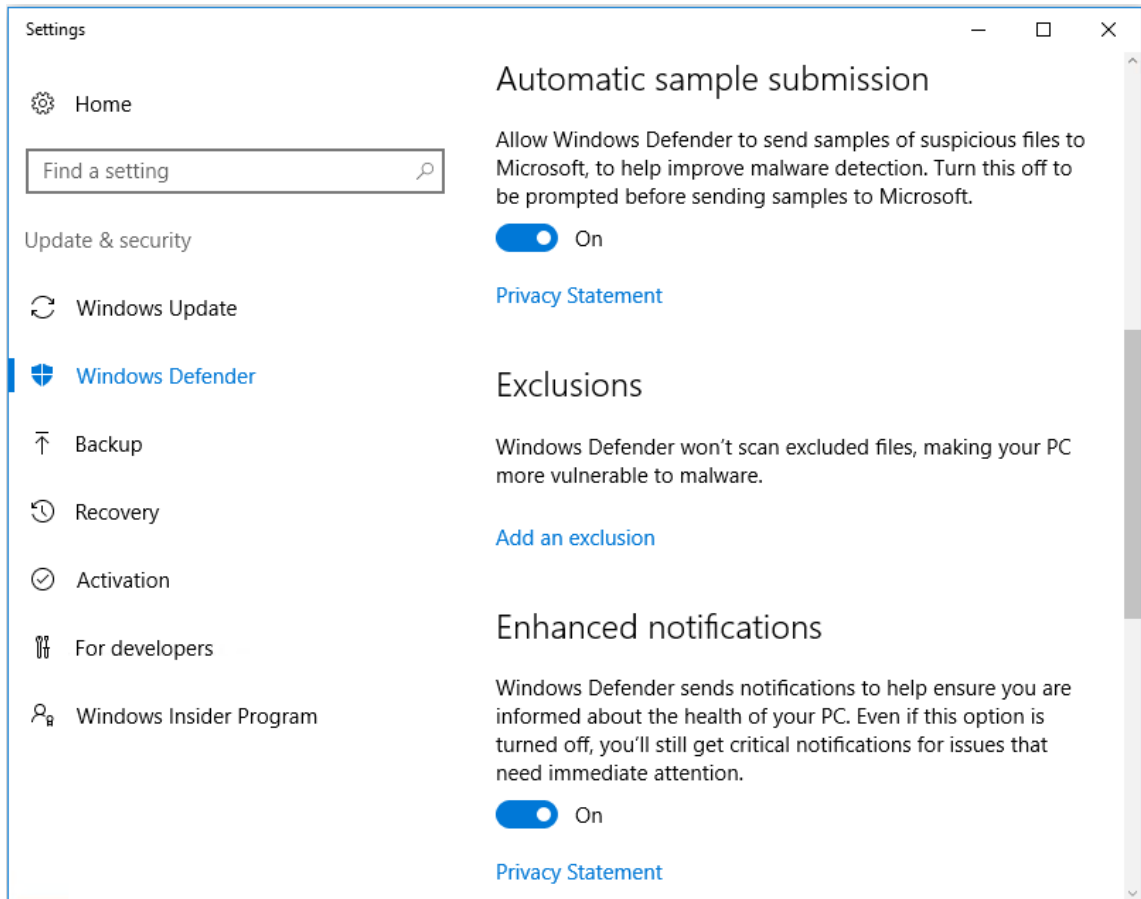 Settings
Home
Find a setting
Update & security
Windows Update
Windows Defender
Backup
Recovery
Activation
For developers
Windows Insider Program
Automatic sample submission
Allow Windows Defender to send samples of suspicious files to
Microsoft, to help improve malware detection. Turn this off to
be prompted before sending samples to Microsoft.
On
Privacy Statement
Exclusions
Windows Defender won't scan excluded files, making your PC
more vulnerable to malware.
Add an exclusion
Enhanced notifications
Windows Defender sends notifications to help ensure you are
informed about the health of your PC. Even if this option is
turned off, you'll still get critical notifications for issues that
need immediate attention.
On
Privacy Statement